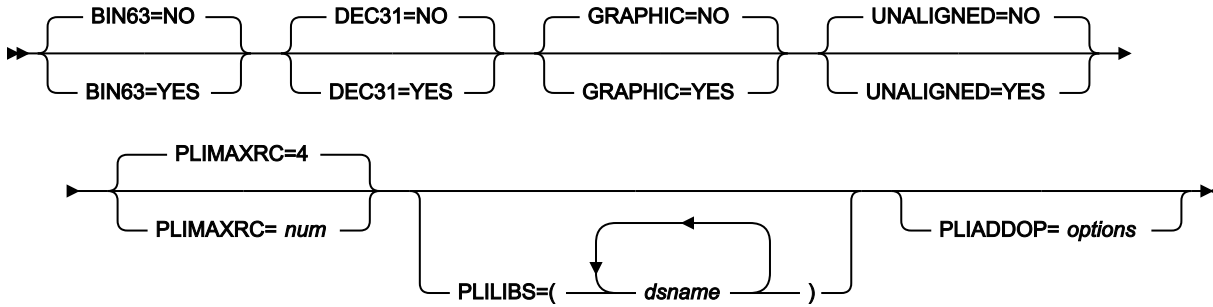 BIN63=NO DEC31=NO GRAPHIC=NO UNALIGNED=NO
BIN63=YES DEC31=YES GRAPHIC=YES UNALIGNED=YES
PLIMAXRC=4
PLIMAXRC= num PLIADDOP= options
PLILIBS=( dsname )